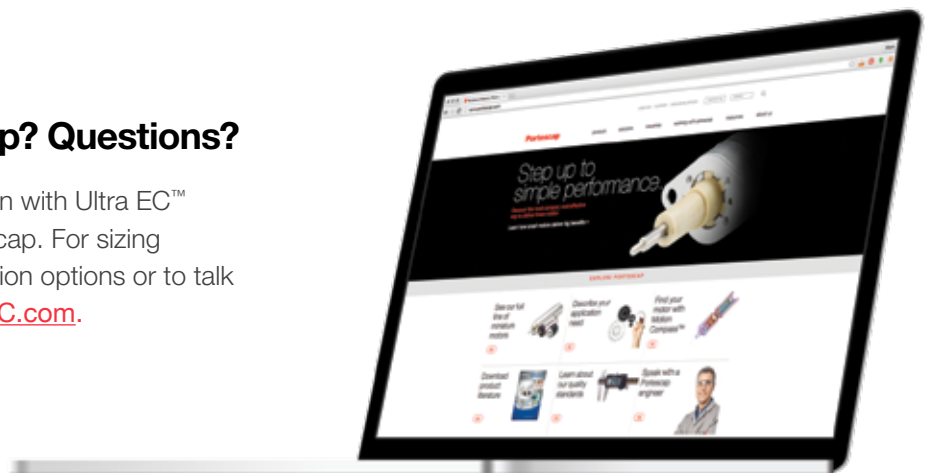 p? Questions?
n with Ultra EC™
cap. For sizing
ion options or to talk
C.com.
Portescap
Step up to
simple performance.
EXPLORE PORTESCAP
See our full
line of
miniature
motors
Describe your
application
need
Find your
motor with
Motion
Compass™
Download
product
literature
Learn about
our quality
standards
Speak with a
Portescap
engineer